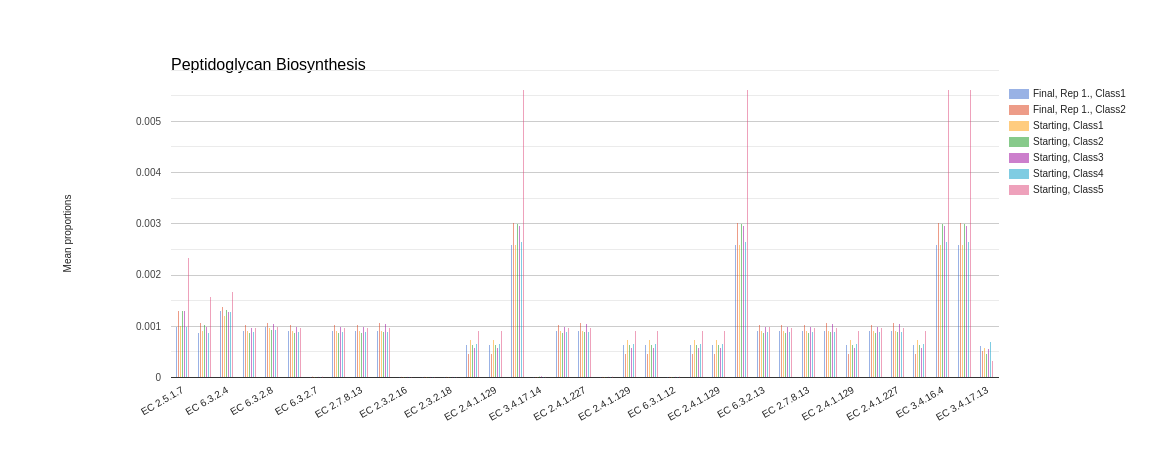 Peptidoglycan Biosynthesis
Mean proportions
0.005
0.004
0.003
0.002
0.001
0
EC 2.5.1.7
EC 6.3.2.4
EC 6.3.2.8
EC 6.3.2.7
EC 2.7.8.13
EC 2.3.2.16
EC 2.3.2.18
EC 2.4.1.129
EC 3.4.17.14
EC 2.4.1.227
EC 2.4.1.129
EC 6.3.1.12
EC 2.4.1.129
EC 6.3.2.13
EC 2.7.8.13
EC 2.4.1.129
EC 2.4.1.227
EC 3.4.16.4
EC 3.4.17.13
Final, Rep 1., Class1
Final, Rep 1., Class2
Starting, Class1
Starting, Class2
Starting, Class3
Starting, Class4
Starting, Class5